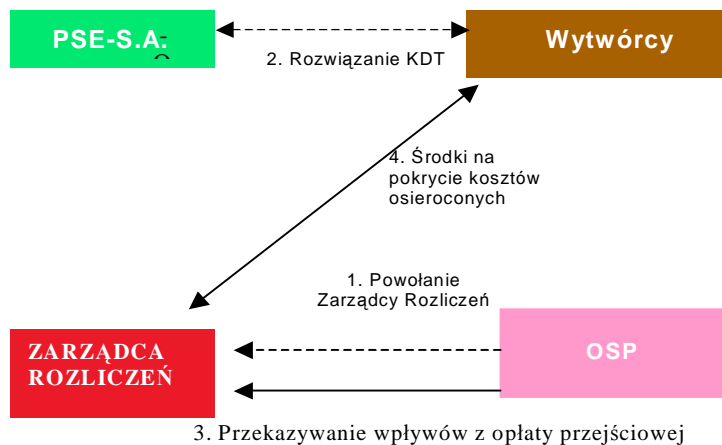 PSE-S.A.
Wytwórcy
2. Rozwiązanie KDT
4. Środki na
pokrycie kosztów
osieroconych
1. Powołanie
Zarządcy Rozliczeń
ZARZĄDCA
ROZLICZEŃ
OSP
3. Przekazywanie wpływów z opłaty przejściowej